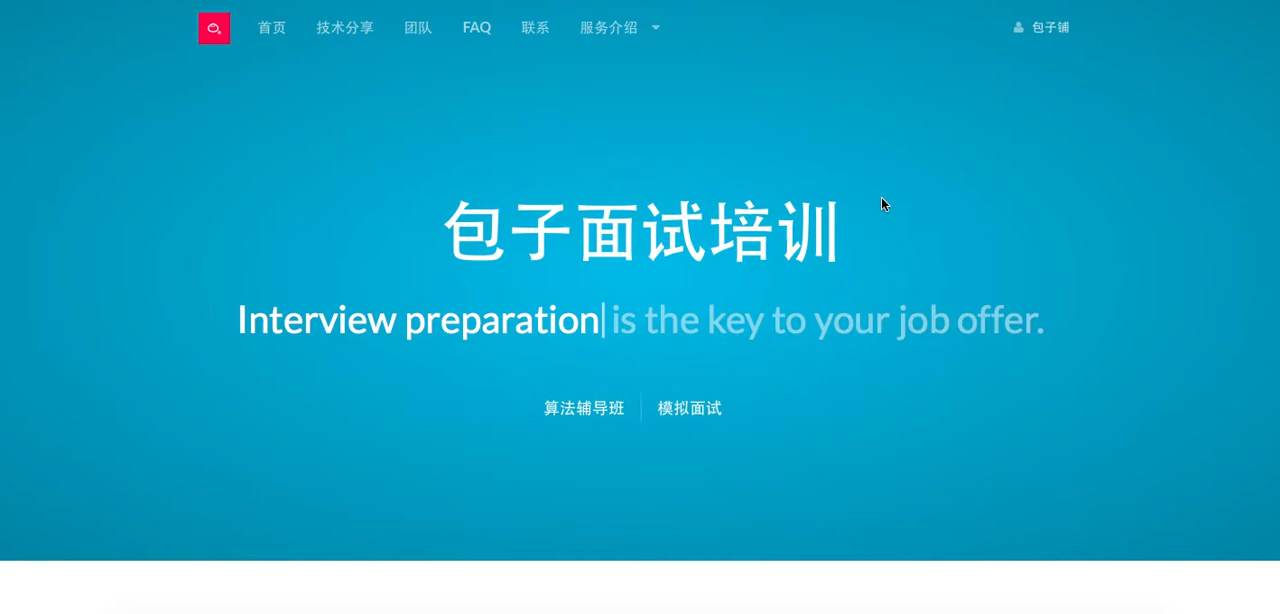 首页 技术分享 团队 FAQ 联系 服务介绍 包子铺
包子面试培训
Interview preparation is the key to your job offer.
算法辅导班 模拟面试